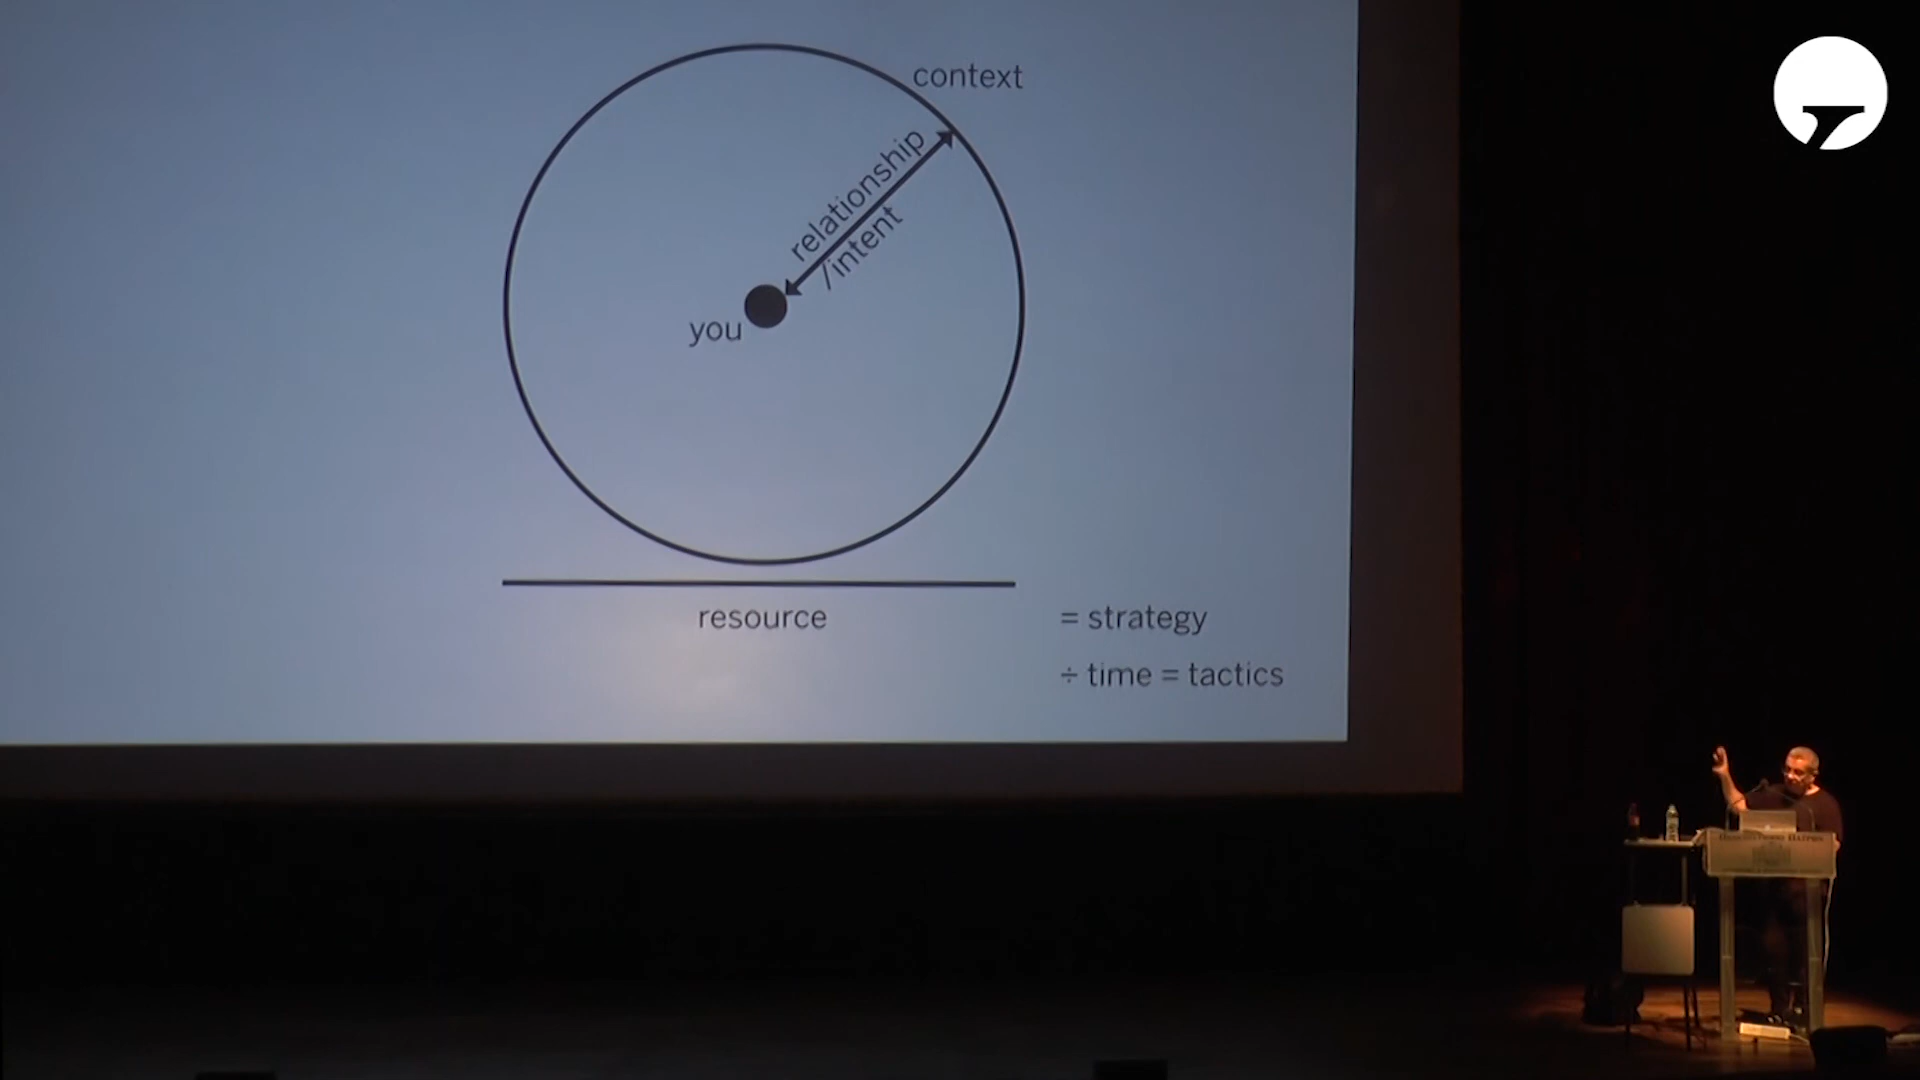 context
relationship
/intent
you
resource
= strategy
÷ time = tactics